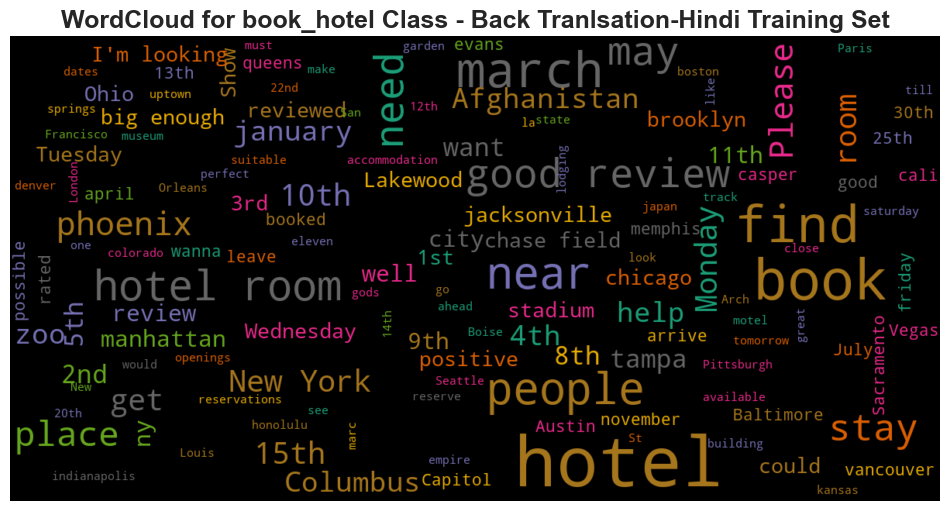 WordCloud for book_hotel Class - Back Tranlsation-Hindi Training Set
must
garden
evans
may
Paris
I'm looking
dates
13th
Show
queens
make
need
march
boston
like
Please
till
springs
uptown
22nd
Ohio
big enough
reviewed
san
12th
Afghanistan
la
state
brooklyn
room
30th
Francisco
museum
january
25th
Tuesday
suitable
accommodation
want
lodging
11th
London
perfect
Lakewood
good review
casper
good
cali
denver
april
Orleans
3rd
10th
booked
jacksonville
japan
track
saturday
phoenix
one
eleven
city
chase field
memphis
Monday
find
possible
rated
colorado
wanna
leave
1st
look
close
hotel room
well
gods
near
go
chicago
book
friday
zoo
5th
review
14th
ahead
stadium
help
Arch
motel
great
Vegas
manhattan
Wednesday
9th
Boise
4th
arrive
tomorrow
Sacramento
would
openings
positive
8th
tampa
Pittsburgh
July
2nd
New
New York
Seattle
people
get
reservations
reserve
available
place
ny
20th
see
honolulu
marc
Austin
november
Baltimore
stay
Louis
15th
empire
hotel
St
building
indianapolis
Columbus
Capitol
could
vancouver
kansas